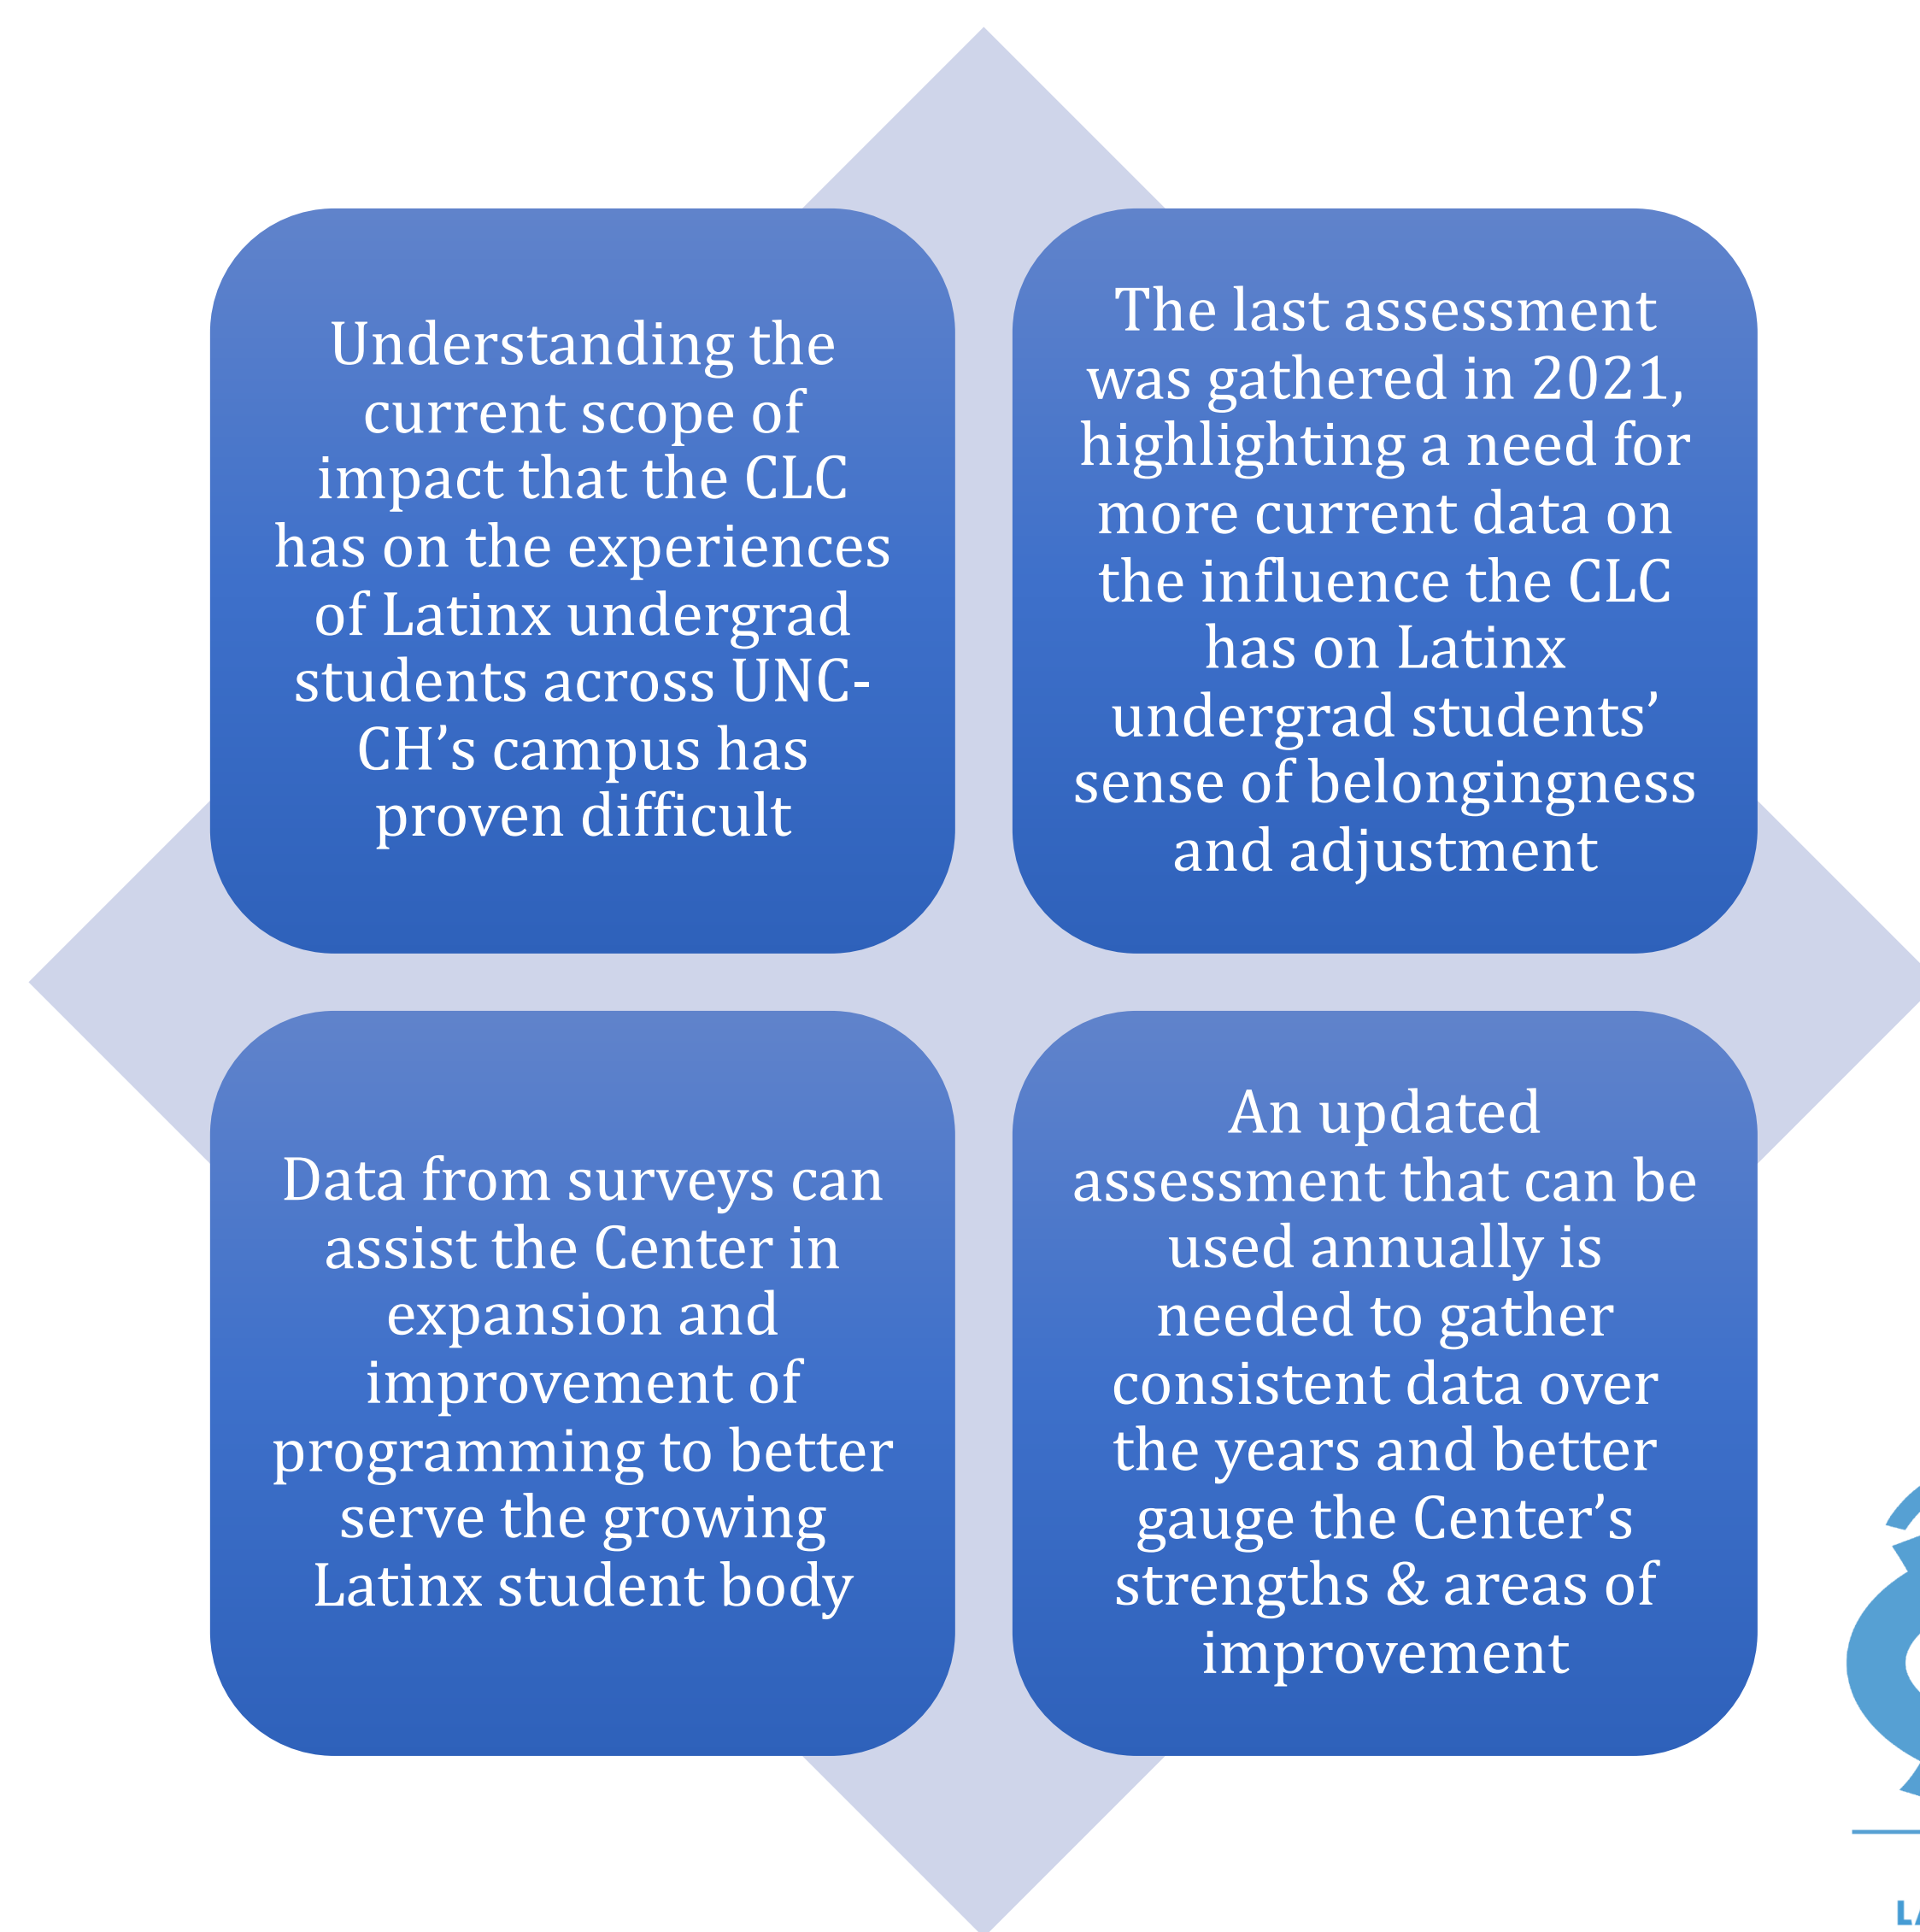 Understanding the
current scope of
impact that the CLC
has on the experiences
of Latinx undergrad
students across UNC-
CH’s campus has
proven difficult
The last assessment
was gathered in 2021,
highlighting a need for
more current data on
the influence the CLC
has on Latinx
undergrad students’
sense of belongingness
and adjustment
Data from surveys can
assist the Center in
expansion and
improvement of
programming to better
serve the growing
Latinx student body
An updated
assessment that can be
used annually is
needed to gather
consistent data over
the years and better
gauge the Center’s
strengths & areas of
improvement